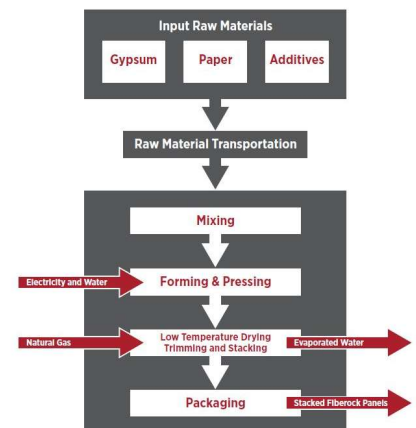 Input Raw Materials
Gypsum
Paper
Additives
Raw Material Transportation
Mixing
Electricity and Water
Forming & Pressing
Natural Gas
Low Temperature Drying
Trimming and Stacking
Evaporated Water
Packaging
Stacked Fiberock Panels